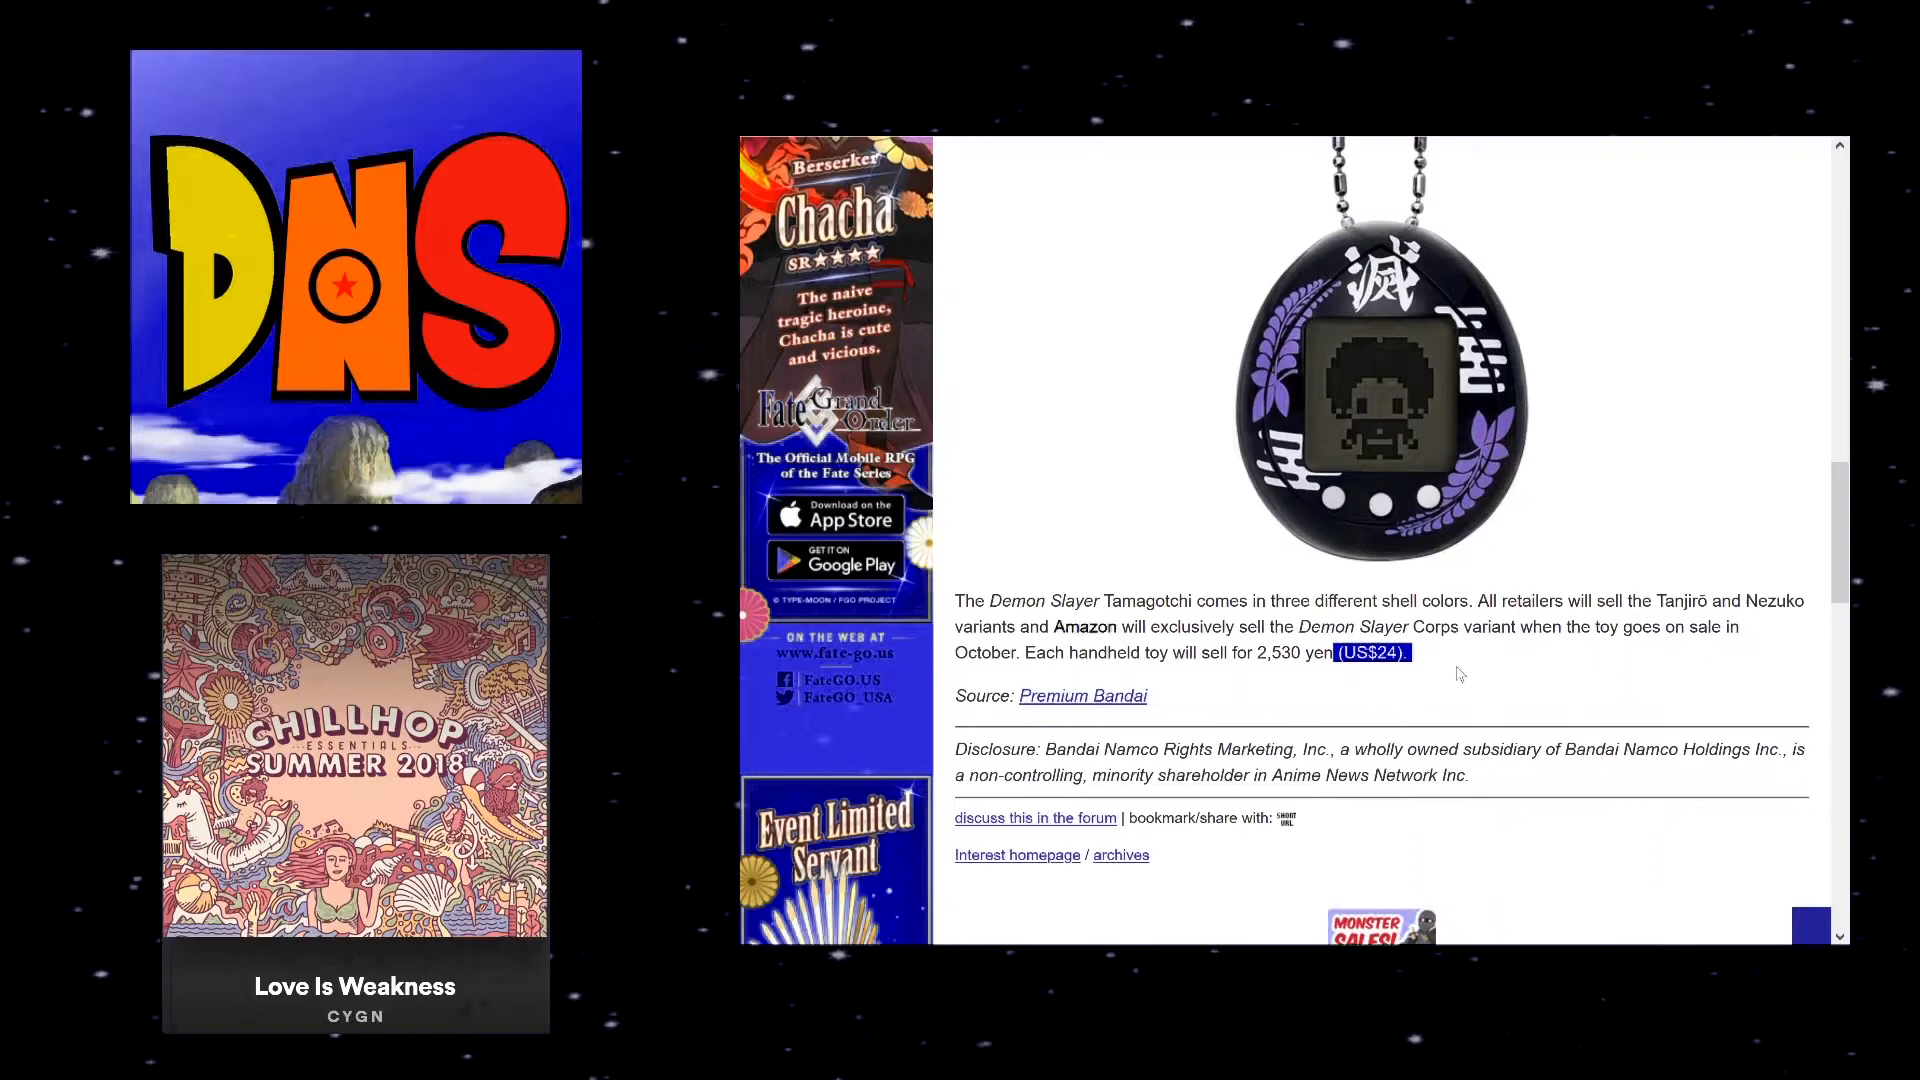 DNS
CHILLHOP
ESSENTIALS
SUMMER 2018
Love Is Weakness
CYGN
Berserker
Chacha
SR★★★★
The naive
tragic heroine,
Chacha is cute
and vicious.
Fate Grand
Order
The Official Mobile RPG
of the Fate Series
Download on the
App Store
GET IT ON
Google Play
© TYPE-MOON / FGO PROJECT
ON THE WEB AT
www.fate-go.us
FateGO.US
FateGO_USA
Event Limited
Servant
滅
The Demon Slayer Tamagotchi comes in three different shell colors. All retailers will sell the Tanjirō and Nezuko
variants and Amazon will exclusively sell the Demon Slayer Corps variant when the toy goes on sale in
October. Each handheld toy will sell for 2,530 yen (US$24).
Source: Premium Bandai
Disclosure: Bandai Namco Rights Marketing, Inc., a wholly owned subsidiary of Bandai Namco Holdings Inc., is
a non-controlling, minority shareholder in Anime News Network Inc.
discuss this in the forum | bookmark/share with: SHORT
URL
Interest homepage / archives
MONSTER
SALES!